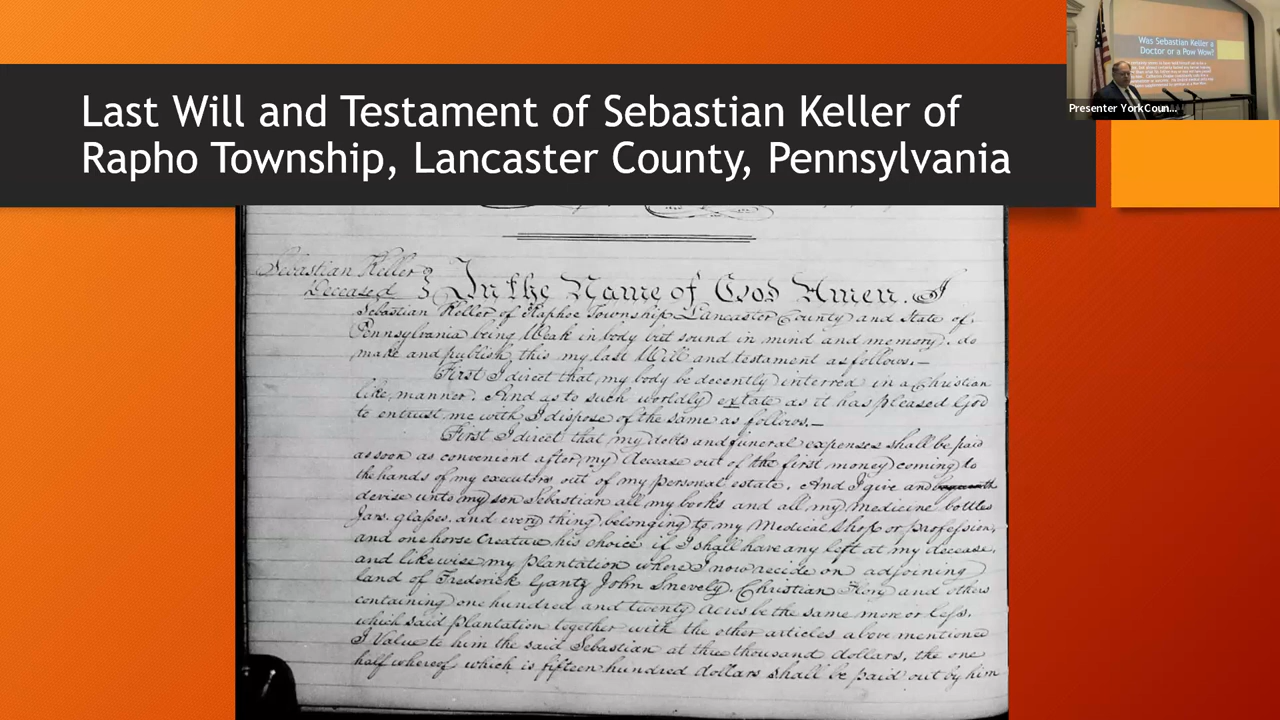 Last Will and Testament of Sebastian Keller of
Rapho Township, Lancaster County, Pennsylvania
Was Sebastian Keller a
Doctor or a Pow Wow?
Presenter YorkCoun...
Sebastian Keller
Deceased
In the Name of God Amen. I
Sebastian Keller of Raphoe Township Lancaster County and State of
Pennsylvania being Weak in body but sound in mind and memory, do
make and publish this my last Will and testament as follows.—
First I direct that my body be decently interred in a Christian
like manner. And as to such worldly estate as it has pleased God
to entrust me with I dispose of the same as follows.—
First I direct that my debts and funeral expenses shall be paid
as soon as convenient after my decease out of the first money coming to
the hands of my executors out of my personal estate. And I give and bequeath
devise unto my son Sebastian all my books and all my medicine bottles
Jars. glasses, and every thing belonging to my Medical Shop or profession,
and one horse Creature his choice if I shall have any left at my decease.
and likewise my plantation where I now recide on adjoining
land of Frederick Gantz John Snevely, Christian Flory and others
containing one hundred and twenty Acres be the same more or less.
which said plantation together with the other articles above mentioned
I Value to him the said Sebastian at three thousand dollars, the one
half whereof which is fifteen hundred dollars shall be paid out by him